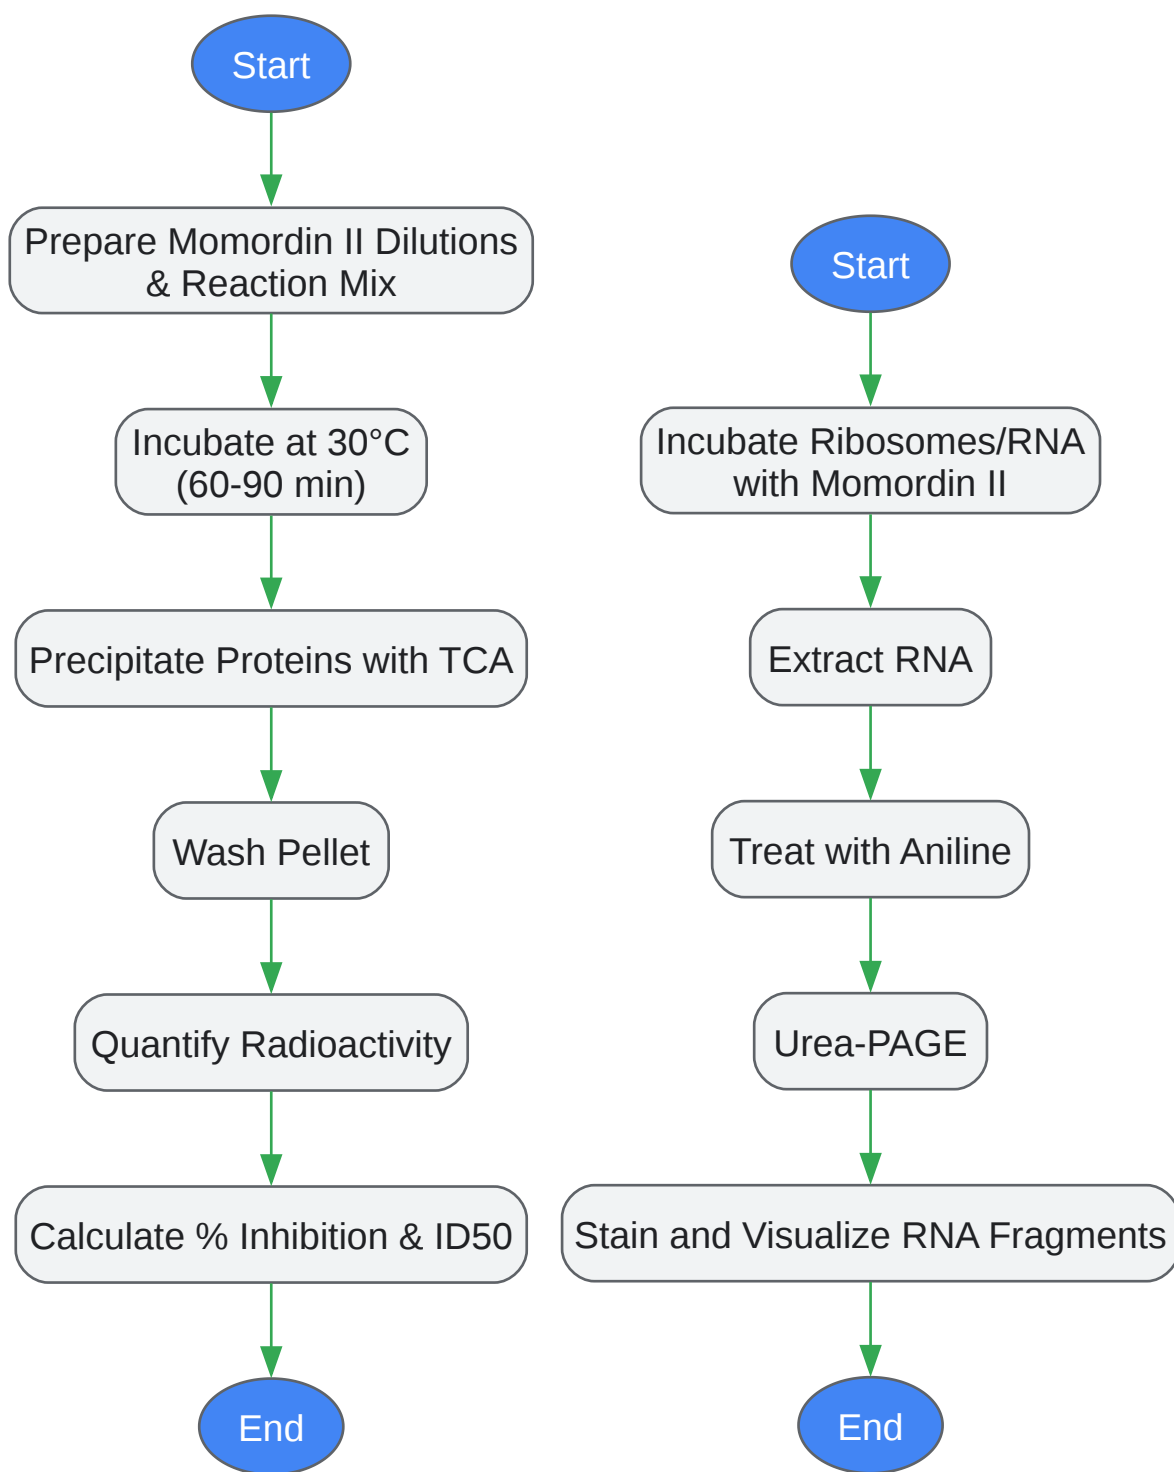 Start
Prepare Momordin II Dilutions
& Reaction Mix
Incubate at 30°C
(60-90 min)
Precipitate Proteins with TCA
Wash Pellet
Quantify Radioactivity
Calculate % Inhibition & ID50
End
Start
Incubate Ribosomes/RNA
with Momordin II
Extract RNA
Treat with Aniline
Urea-PAGE
Stain and Visualize RNA Fragments
End